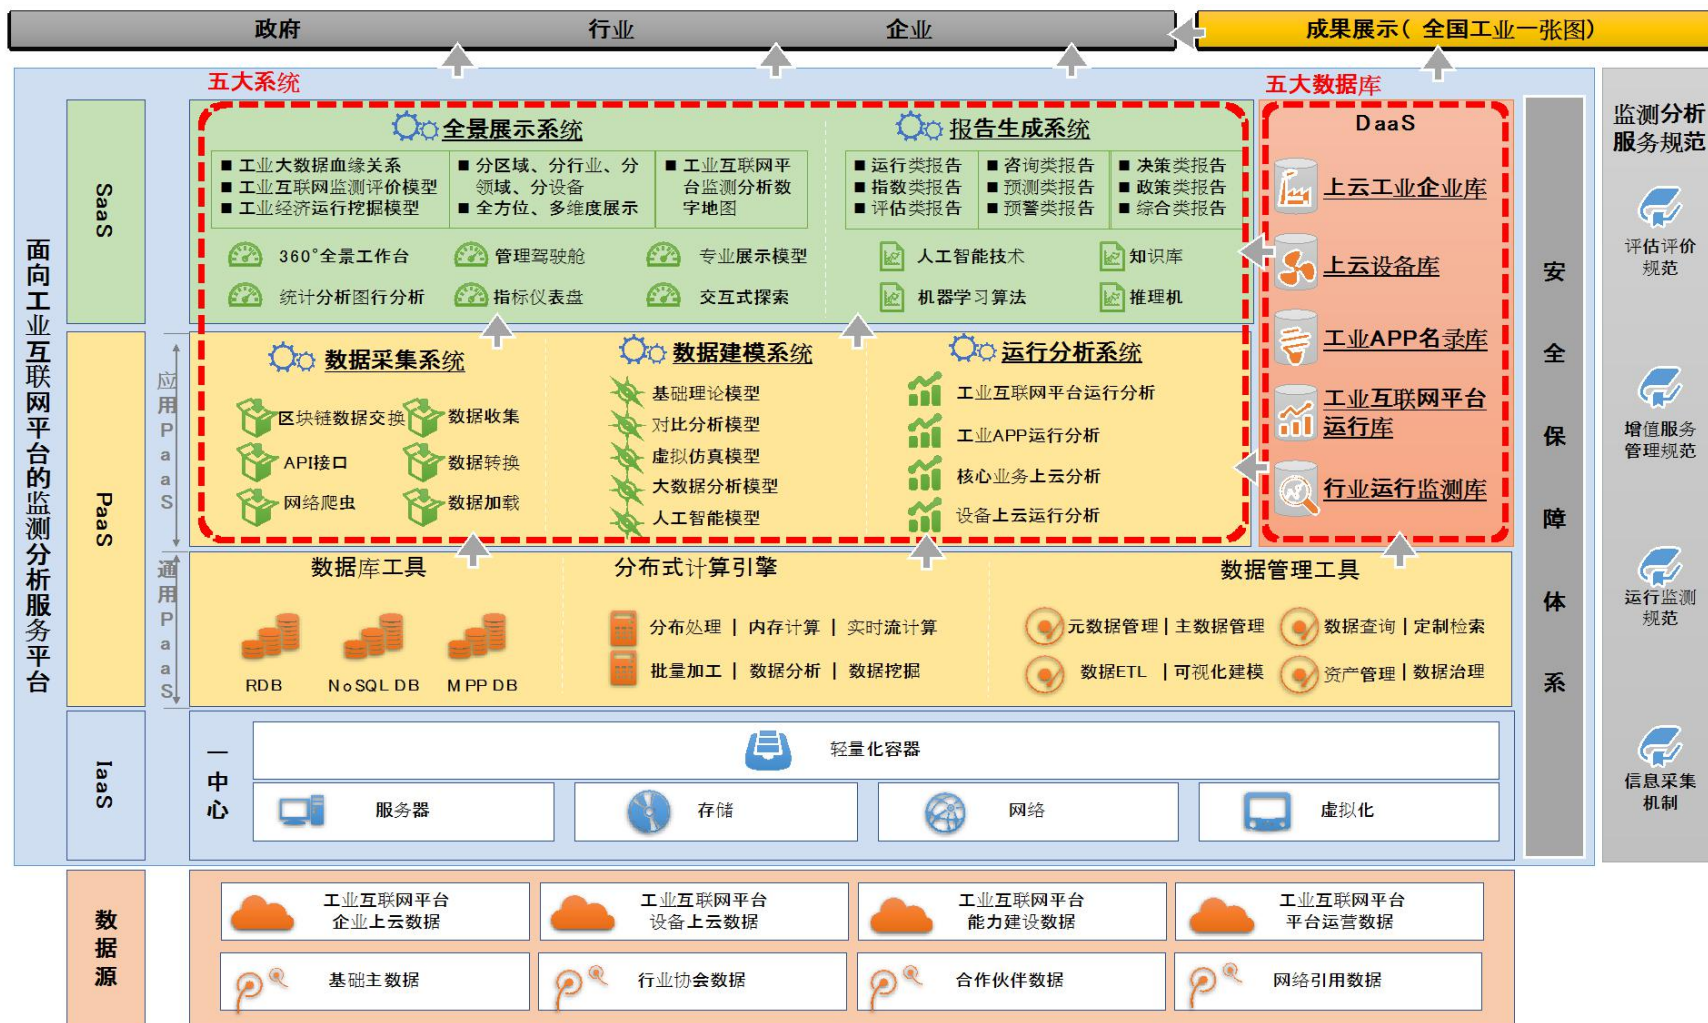 政府
行业
企业
成果展示( 全国工业一张图)
五大系统
五大数据库
面向工业互联网平台的监测分析服务平台
SaaS
全景展示系统
■ 工业大数据血缘关系
■ 工业互联网监测评价模型
■ 工业经济运行挖掘模型
■ 分区域、分行业、分
领域、分设备
■ 全方位、多维度展示
■ 工业互联网平
台监测分析数
字地图
360°全景工作台
管理驾驶舱
专业展示模型
统计分析图行分析
指标仪表盘
交互式探索
报告生成系统
■ 运行类报告
■ 指数类报告
■ 评估类报告
■ 咨询类报告
■ 预测类报告
■ 预警类报告
■ 决策类报告
■ 政策类报告
■ 综合类报告
人工智能技术
知识库
机器学习算法
推理机
PaaS
应用PaaS
数据采集系统
区块链数据交换
数据收集
API接口
数据转换
网络爬虫
数据加载
数据建模系统
基础理论模型
对比分析模型
虚拟仿真模型
大数据分析模型
人工智能模型
运行分析系统
工业互联网平台运行分析
工业APP运行分析
核心业务上云分析
设备上云运行分析
DaaS
上云工业企业库
上云设备库
工业APP名录库
工业互联网平台
运行库
行业运行监测库
通用PaaS
数据库工具
RDB
NoSQL DB
MPP DB
分布式计算引擎
分布处理 | 内存计算 | 实时流计算
批量加工 | 数据分析 | 数据挖掘
数据管理工具
元数据管理 | 主数据管理
数据查询 | 定制检索
数据ETL | 可视化建模
资产管理 | 数据治理
IaaS
一中心
轻量化容器
服务器
存储
网络
虚拟化
数据源
工业互联网平台
企业上云数据
工业互联网平台
设备上云数据
工业互联网平台
能力建设数据
工业互联网平台
平台运营数据
基础主数据
行业协会数据
合作伙伴数据
网络引用数据
安全保障体系
监测分析
服务规范
评估评价
规范
增值服务
管理规范
运行监测
规范
信息采集
机制